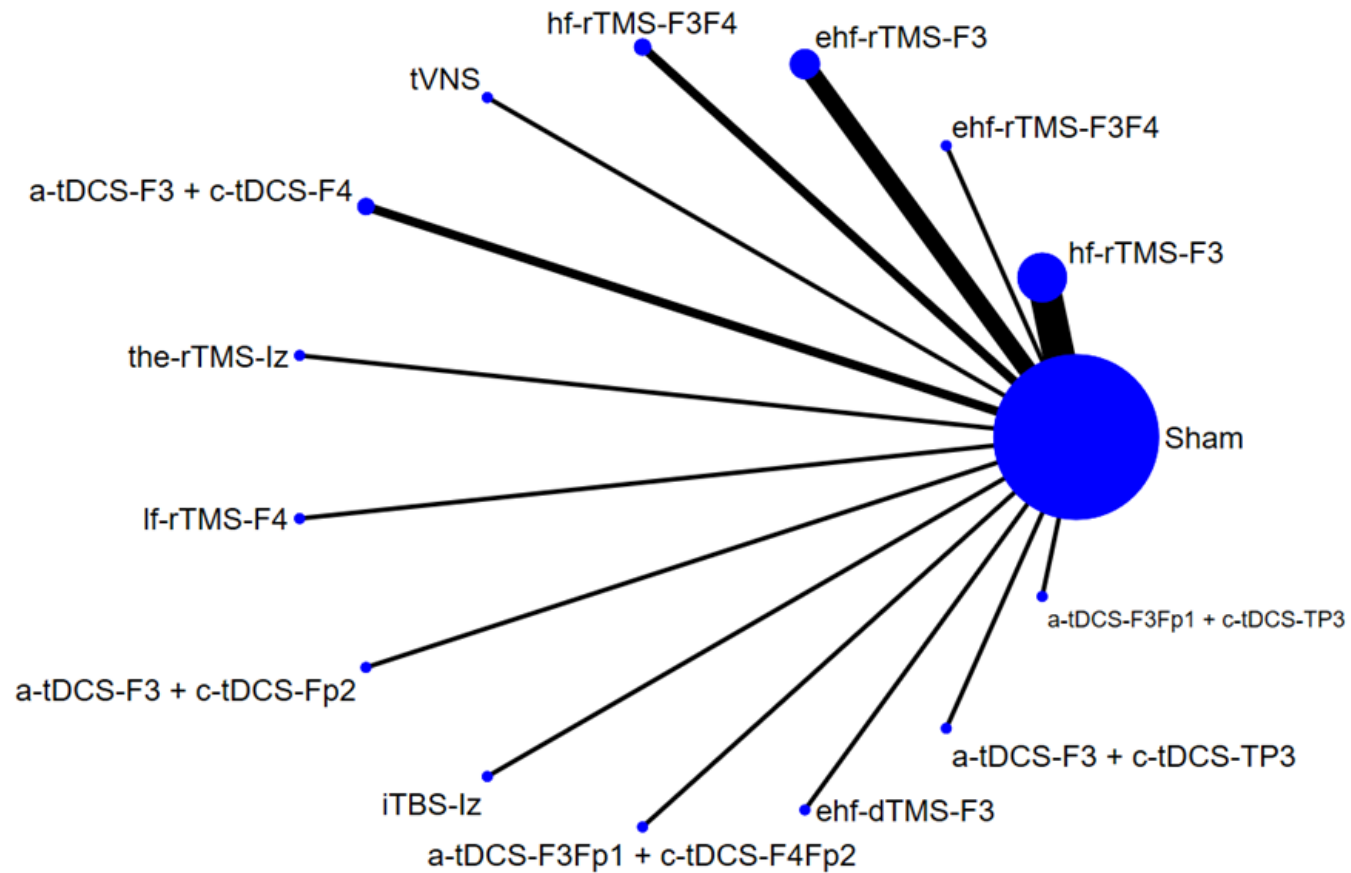 hf-rTMS-F3F4
ehf-rTMS-F3
tVNS
ehf-rTMS-F3F4
a-tDCS-F3 + c-tDCS-F4
hf-rTMS-F3
the-rTMS-Iz
Sham
lf-rTMS-F4
a-tDCS-F3Fp1 + c-tDCS-TP3
a-tDCS-F3 + c-tDCS-Fp2
a-tDCS-F3 + c-tDCS-TP3
iTBS-Iz
ehf-dTMS-F3
a-tDCS-F3Fp1 + c-tDCS-F4Fp2